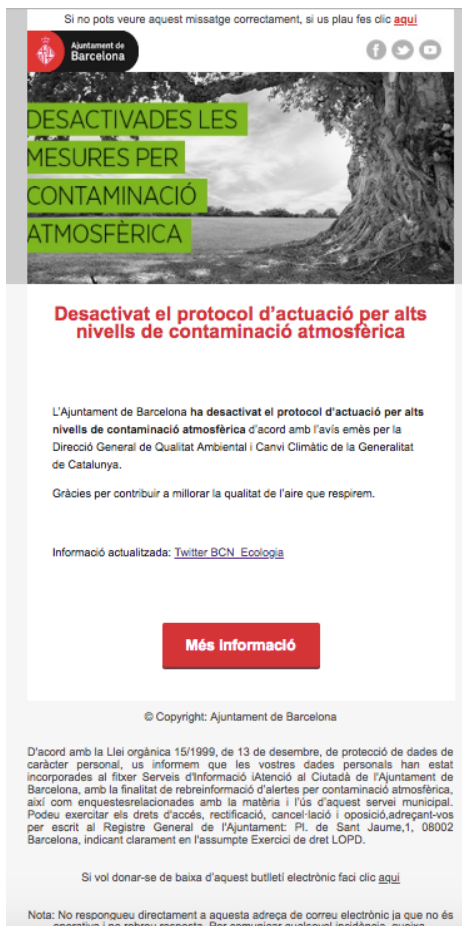 Si no pots veure aquest missatge correctament, si us plau fes clic aquí
Ajuntament de
Barcelona
DESACTIVADES LES
MESURES PER
CONTAMINACIÓ
ATMOSFÈRICA
Desactivat el protocol d'actuació per alts
nivells de contaminació atmosfèrica
L'Ajuntament de Barcelona ha desactivat el protocol d'actuació per alts
nivells de contaminació atmosfèrica d'acord amb l'avís emès per la
Direcció General de Qualitat Ambiental i Canvi Climàtic de la Generalitat
de Catalunya.
Gràcies per contribuir a millorar la qualitat de l'aire que respirem.
Informació actualitzada: Twitter BCN_Ecologia
Més Informació
© Copyright: Ajuntament de Barcelona
D'acord amb la Llei orgànica 15/1999, de 13 de desembre, de protecció de dades de
caràcter personal, us informem que les vostres dades personals han estat
incorporades al fitxer Serveis d'Informació iAtenció al Ciutadà de l'Ajuntament de
Barcelona, amb la finalitat de rebreinformació d'alertes per contaminació atmosfèrica,
així com enquestesrelacionades amb la matèria i l'ús d'aquest servei municipal.
Podeu exercitar els drets d'accés, rectificació, cancel·lació i oposició,adreçant-vos
per escrit al Registre General de l'Ajuntament: Pl. de Sant Jaume,1, 08002
Barcelona, indicant clarament en l'assumpte Exercici de dret LOPD.
Si vol donar-se de baixa d'aquest butlletí electrònic faci clic aquí
Nota: No respongueu directament a aquesta adreça de correu electrònic ja que no és
operativa i no rebreu resposta. Per comunicar qualsevol incidència, queixa